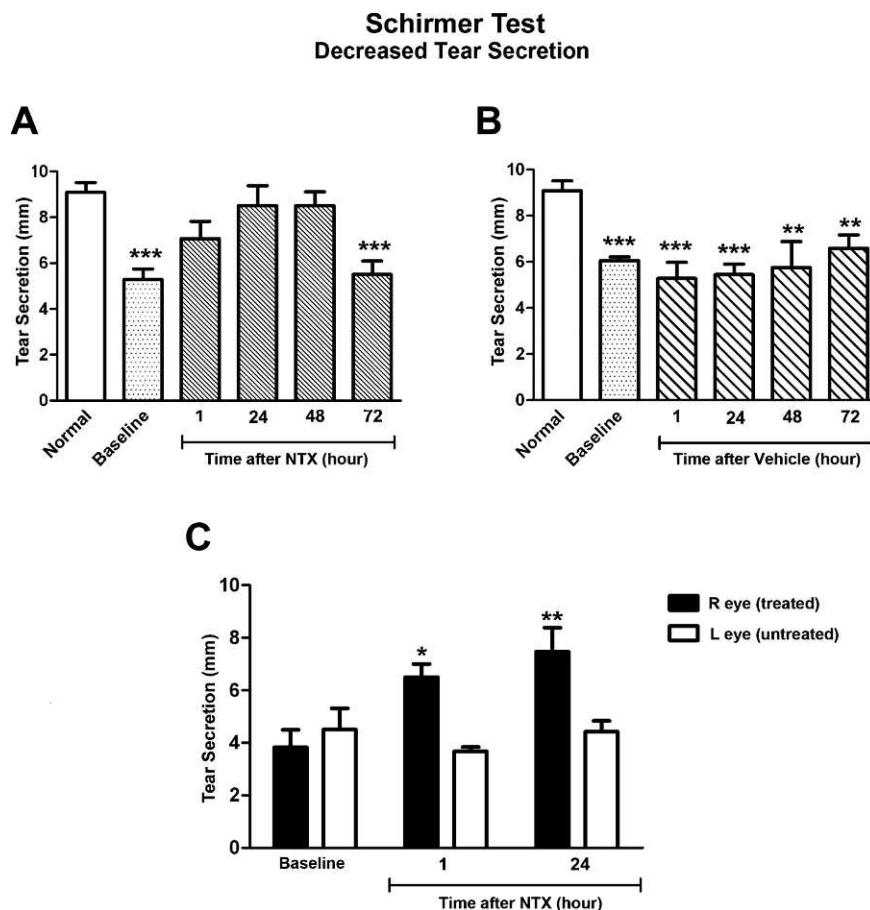 Schirmer Test
Decreased Tear Secretion
A
Tear Secretion (mm)
10
8
6
4
2
0
***
***
Normal
Baseline
1
24
48
72
Time after NTX (hour)
B
Tear Secretion (mm)
10
8
6
4
2
0
***
***
***
**
**
Normal
Baseline
1
24
48
72
Time after Vehicle (hour)
C
Tear Secretion (mm)
10
8
6
4
2
0
*
**
Baseline
1
24
Time after NTX (hour)
R eye (treated)
L eye (untreated)